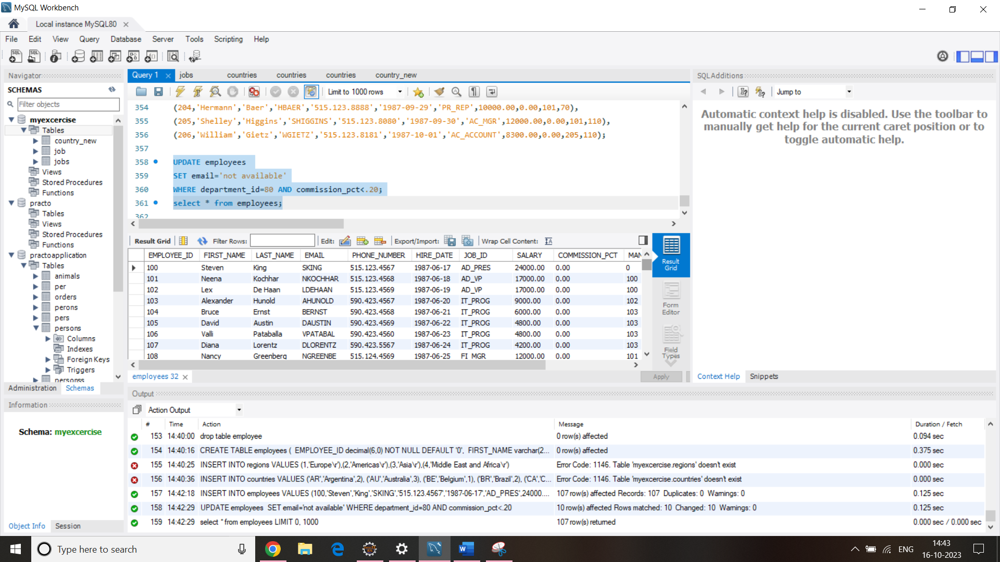 MySQL Workbench
Local instance MySQL80
File Edit View Query Database Server Tools Scripting Help
Navigator
SCHEMAS
Filter objects
myexcercise
Tables
country_new
job
jobs
Views
Stored Procedures
Functions
practo
Tables
Views
Stored Procedures
Functions
practoapplication
Tables
animals
per
orders
perons
pers
persons
Columns
Indexes
Foreign Keys
Triggers
personss
Administration Schemas
Information
Schema: myexcercise
Object Info Session
Query 1 jobs countries countries countries country_new
Limit to 1000 rows
354 (204,'Hermann','Baer','HBAER','515.123.8888','1987-09-29','PR_REP',10000.00,0.00,101,70),
355 (205,'Shelley','Higgins','SHIGGINS','515.123.8080','1987-09-30','AC_MGR',12000.00,0.00,101,110),
356 (206,'William','Gietz','WGIETZ','515.123.8181','1987-10-01','AC_ACCOUNT',8300.00,0.00,205,110);
357
358 UPDATE employees
359 SET email='not available'
360 WHERE department_id=80 AND commission_pct<.20;
361 select * from employees;
362
Result Grid Filter Rows: Edit: Export/Import: Wrap Cell Content:
EMPLOYEE_ID FIRST_NAME LAST_NAME EMAIL PHONE_NUMBER HIRE_DATE JOB_ID SALARY COMMISSION_PCT MAN
100 Steven King SKING 515.123.4567 1987-06-17 AD_PRES 24000.00 0.00 0
101 Neena Kochhar NKOCHHAR 515.123.4568 1987-06-18 AD_VP 17000.00 0.00 100
102 Lex De Haan LDEHAAN 515.123.4569 1987-06-19 AD_VP 17000.00 0.00 100
103 Alexander Hunold AHUNOLD 590.423.4567 1987-06-20 IT_PROG 9000.00 0.00 102
104 Bruce Ernst BERNST 590.423.4568 1987-06-21 IT_PROG 6000.00 0.00 103
105 David Austin DAUSTIN 590.423.4569 1987-06-22 IT_PROG 4800.00 0.00 103
106 Valli Pataballa VPATABAL 590.423.4560 1987-06-23 IT_PROG 4800.00 0.00 103
107 Diana Lorentz DLORENTZ 590.423.5567 1987-06-24 IT_PROG 4200.00 0.00 103
108 Nancy Greenberg NGREENBE 515.124.4569 1987-06-25 FI_MGR 12000.00 0.00 101
Result
Grid
Form
Editor
Field
Types
employees 32
Apply
SQLAdditions
Jump to
Automatic context help is disabled. Use the toolbar to
manually get help for the current caret position or to
toggle automatic help.
Context Help Snippets
Output
Action Output
# Time Action Message Duration / Fetch
153 14:40:00 drop table employee 0 row(s) affected 0.094 sec
154 14:40:16 CREATE TABLE employees ( EMPLOYEE_ID decimal(6,0) NOT NULL DEFAULT '0', FIRST_NAME varchar(2... 0 row(s) affected 0.375 sec
155 14:40:25 INSERT INTO regions VALUES (1,'Europe\r'),(2,'Americas\r'),(3,'Asia\r'),(4,'Middle East and Africa\r') Error Code: 1146. Table 'myexcercise.regions' doesn't exist 0.000 sec
156 14:40:36 INSERT INTO countries VALUES ('AR','Argentina',2), ('AU','Australia',3), ('BE','Belgium',1), ('BR','Brazil',2), ('CA','C... Error Code: 1146. Table 'myexcercise.countries' doesn't exist 0.000 sec
157 14:42:18 INSERT INTO employees VALUES (100,'Steven','King','SKING','515.123.4567','1987-06-17','AD_PRES',24000.... 107 row(s) affected Records: 107 Duplicates: 0 Warnings: 0 0.125 sec
158 14:42:29 UPDATE employees SET email='not available' WHERE department_id=80 AND commission_pct<.20 10 row(s) affected Rows matched: 10 Changed: 10 Warnings: 0 0.125 sec
159 14:42:29 select * from employees LIMIT 0, 1000 107 row(s) returned 0.000 sec / 0.000 sec
Type here to search
ENG
14:43
16-10-2023